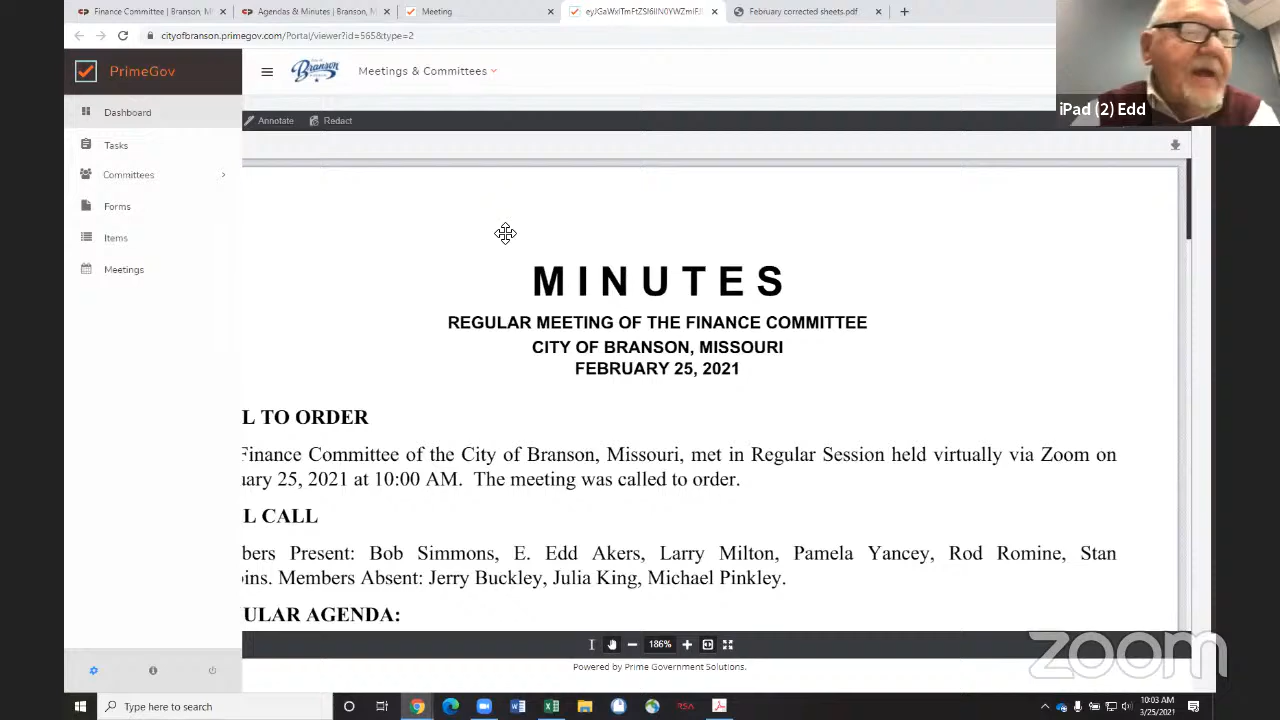 Finance Committee | Branson, M
Agendas & Minutes | Branson, M
Meeting
eyJGaWxlTmFtZSI6IlN0YWZmIFJ
February corrected sheets.pdf
cityofbranson.primegov.com/Portal/viewer?id=565&type=2
PrimeGov
Branson
Meetings & Committees
iPad (2) Edd
Dashboard
Annotate
Redact
Tasks
Committees
Forms
Items
Meetings
MINUTES
REGULAR MEETING OF THE FINANCE COMMITTEE
CITY OF BRANSON, MISSOURI
FEBRUARY 25, 2021
L TO ORDER
Finance Committee of the City of Branson, Missouri, met in Regular Session held virtually via Zoom on
uary 25, 2021 at 10:00 AM. The meeting was called to order.
L CALL
bers Present: Bob Simmons, E. Edd Akers, Larry Milton, Pamela Yancey, Rod Romine, Stan
bins. Members Absent: Jerry Buckley, Julia King, Michael Pinkley.
ULAR AGENDA:
186%
Powered by Prime Government Solutions.
zoom
Type here to search
RSA
10:03 AM
3/25/2021